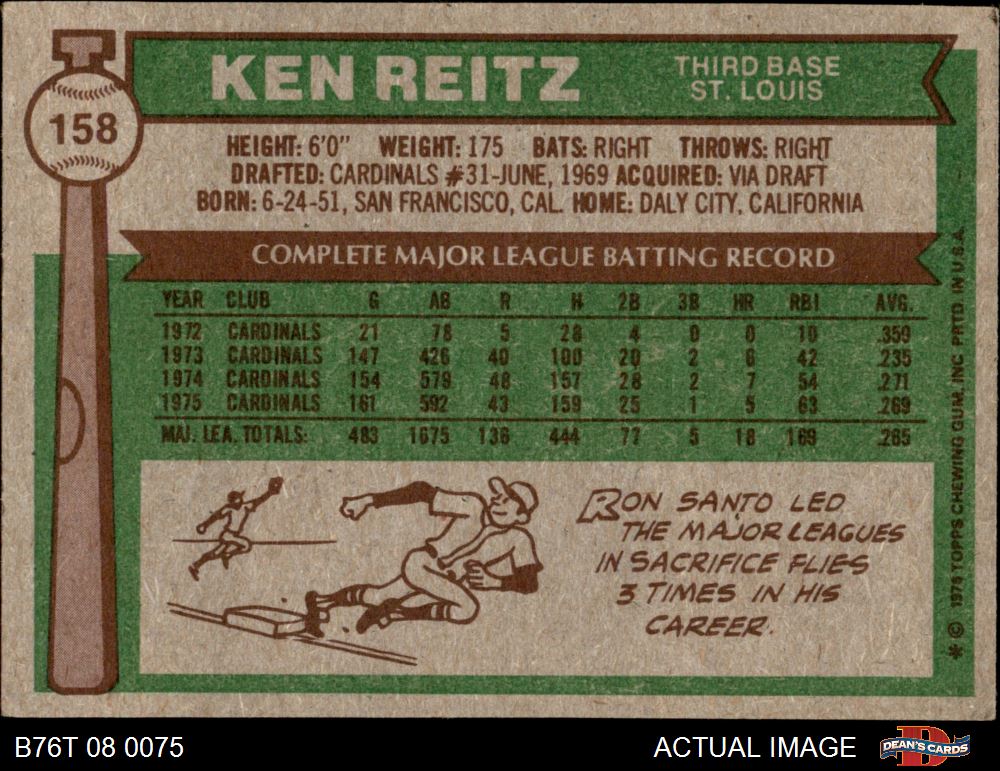 158
KEN REITZ
THIRD BASE
ST. LOUIS
HEIGHT: 6'0" WEIGHT: 175 BATS: RIGHT THROWS: RIGHT
DRAFTED: CARDINALS #31-JUNE, 1969 ACQUIRED: VIA DRAFT
BORN: 6-24-51, SAN FRANCISCO, CAL. HOME: DALY CITY, CALIFORNIA
COMPLETE MAJOR LEAGUE BATTING RECORD
YEAR CLUB G AB R H 2B 3B HR RBI AVG.
1972 CARDINALS 21 78 5 28 4 0 0 10 .359
1973 CARDINALS 147 426 40 100 20 2 6 42 .235
1974 CARDINALS 154 579 48 157 28 2 7 54 .271
1975 CARDINALS 161 592 43 159 25 1 5 63 .269
MAJ. LEA. TOTALS: 483 1675 136 444 77 5 18 169 .265
RON SANTO LED
THE MAJOR LEAGUES
IN SACRIFICE FLIES
3 TIMES IN HIS
CAREER.
* © 1976 TOPPS CHEWING GUM, INC PRTD. IN U.S.A.
B76T 08 0075
ACTUAL IMAGE
DEAN'S CARDS